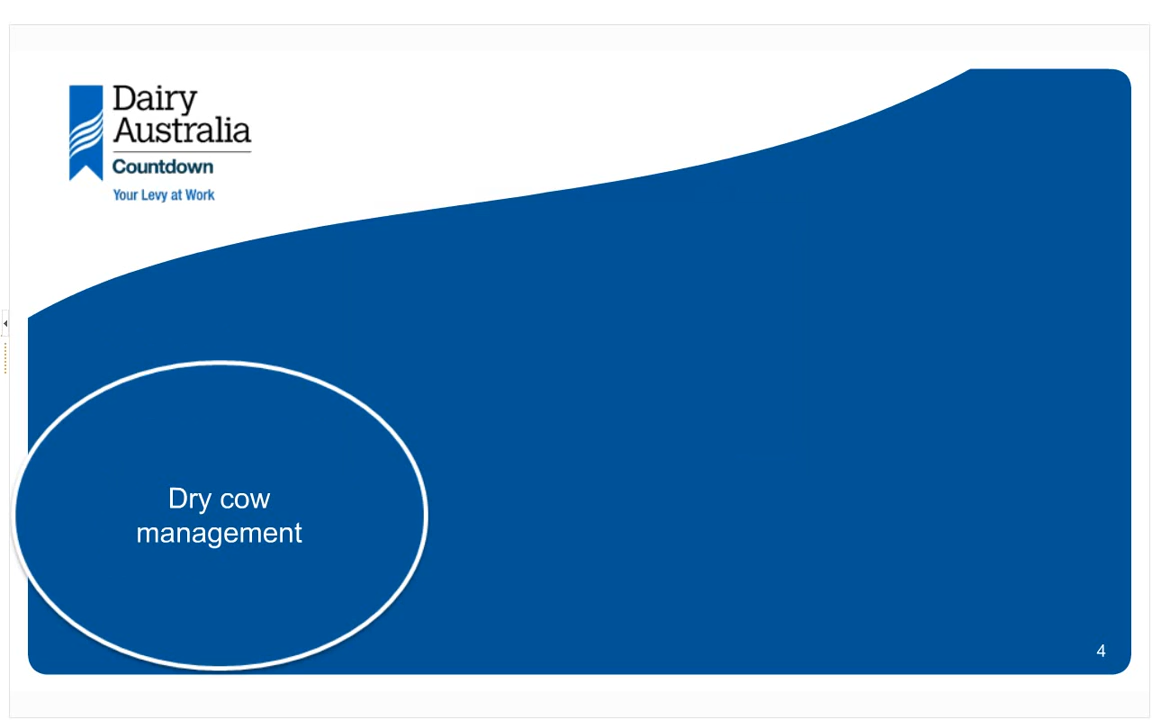 Dairy
Australia
Countdown
Your Levy at Work
Dry cow
management
4